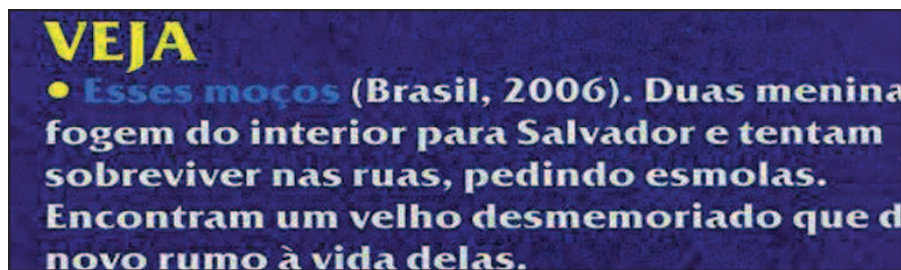 VEJA
• Esses moços (Brasil, 2006). Duas menina
fogem do interior para Salvador e tentam
sobreviver nas ruas, pedindo esmolas.
Encontram um velho desmemoriado que d
novo rumo à vida delas.